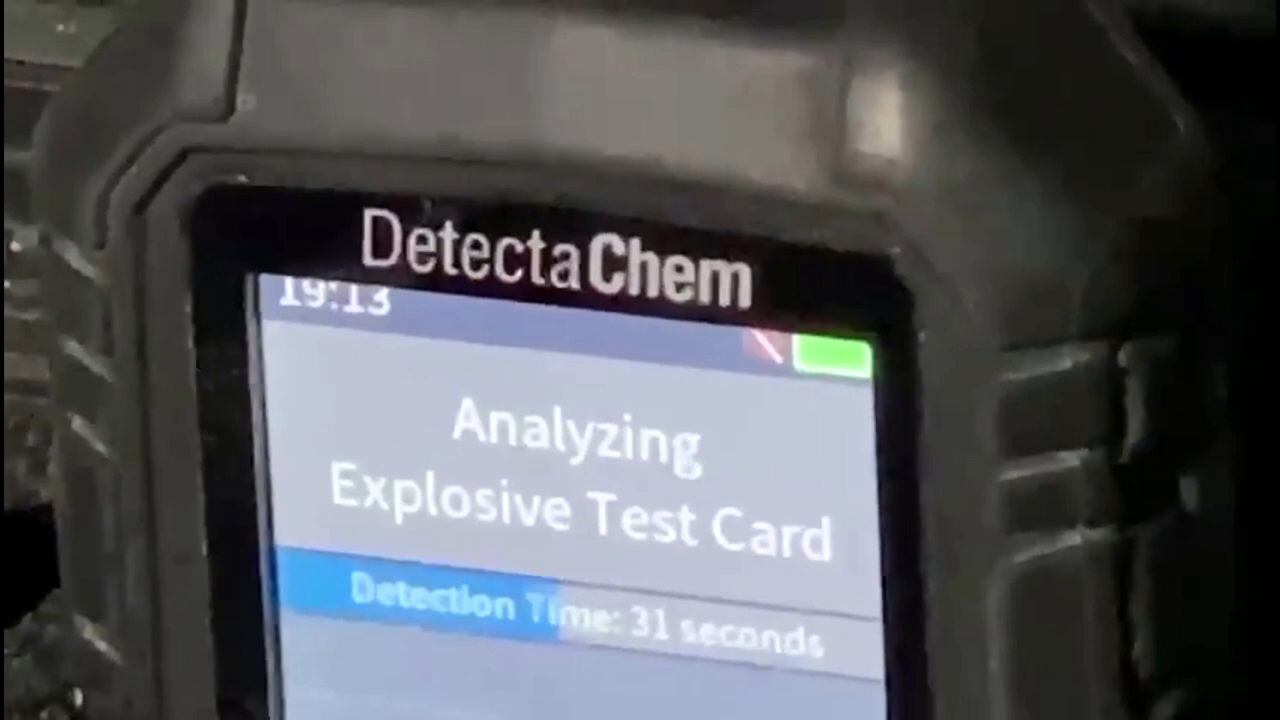 DetectaChem
19:13
Analyzing
Explosive Test Card
Detection Time: 31 seconds